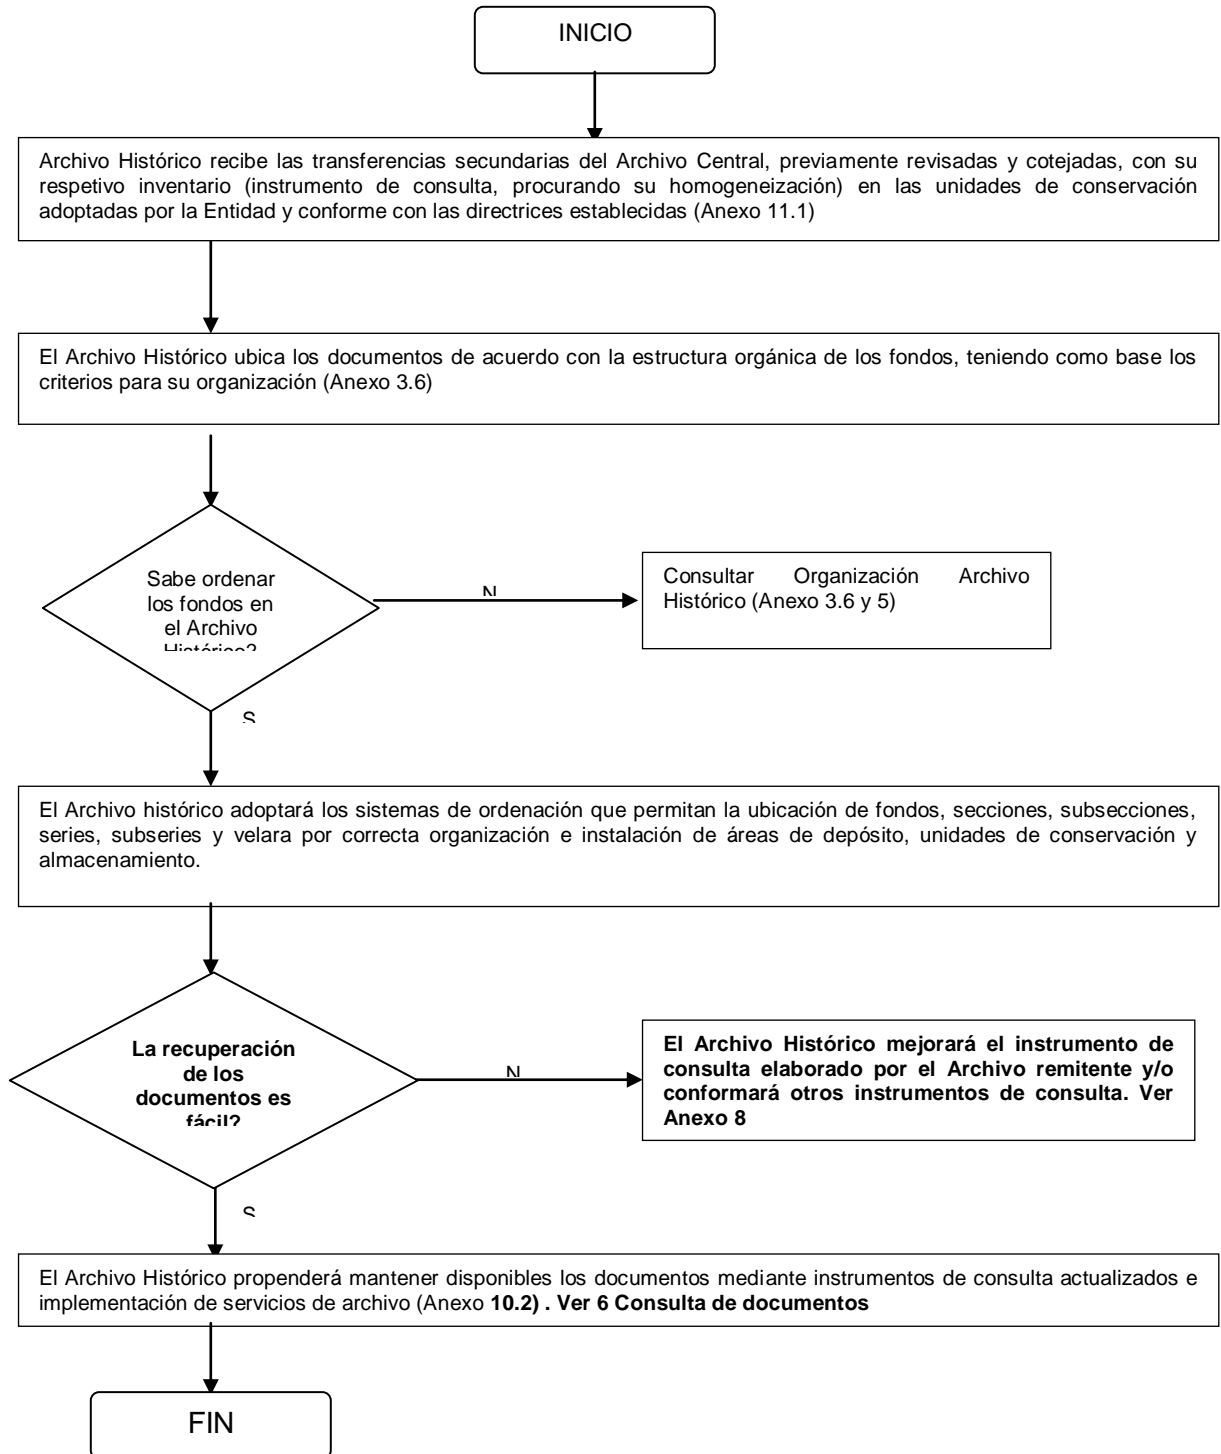 INICIO
Archivo Histórico recibe las transferencias secundarias del Archivo Central, previamente revisadas y cotejadas, con su
respetivo inventario (instrumento de consulta, procurando su homogeneización) en las unidades de conservación
adoptadas por la Entidad y conforme con las directrices establecidas (Anexo 11.1)
El Archivo Histórico ubica los documentos de acuerdo con la estructura orgánica de los fondos, teniendo como base los
criterios para su organización (Anexo 3.6)
Sabe ordenar
los fondos en
el Archivo
Histórico?
N
Consultar Organización Archivo
Histórico (Anexo 3.6 y 5)
S
El Archivo histórico adoptará los sistemas de ordenación que permitan la ubicación de fondos, secciones, subsecciones,
series, subseries y velara por correcta organización e instalación de áreas de depósito, unidades de conservación y
almacenamiento.
La recuperación
de los
documentos es
fácil?
N
El Archivo Histórico mejorará el instrumento de
consulta elaborado por el Archivo remitente y/o
conformará otros instrumentos de consulta. Ver
Anexo 8
S
El Archivo Histórico propenderá mantener disponibles los documentos mediante instrumentos de consulta actualizados e
implementación de servicios de archivo (Anexo 10.2) . Ver 6 Consulta de documentos
FIN